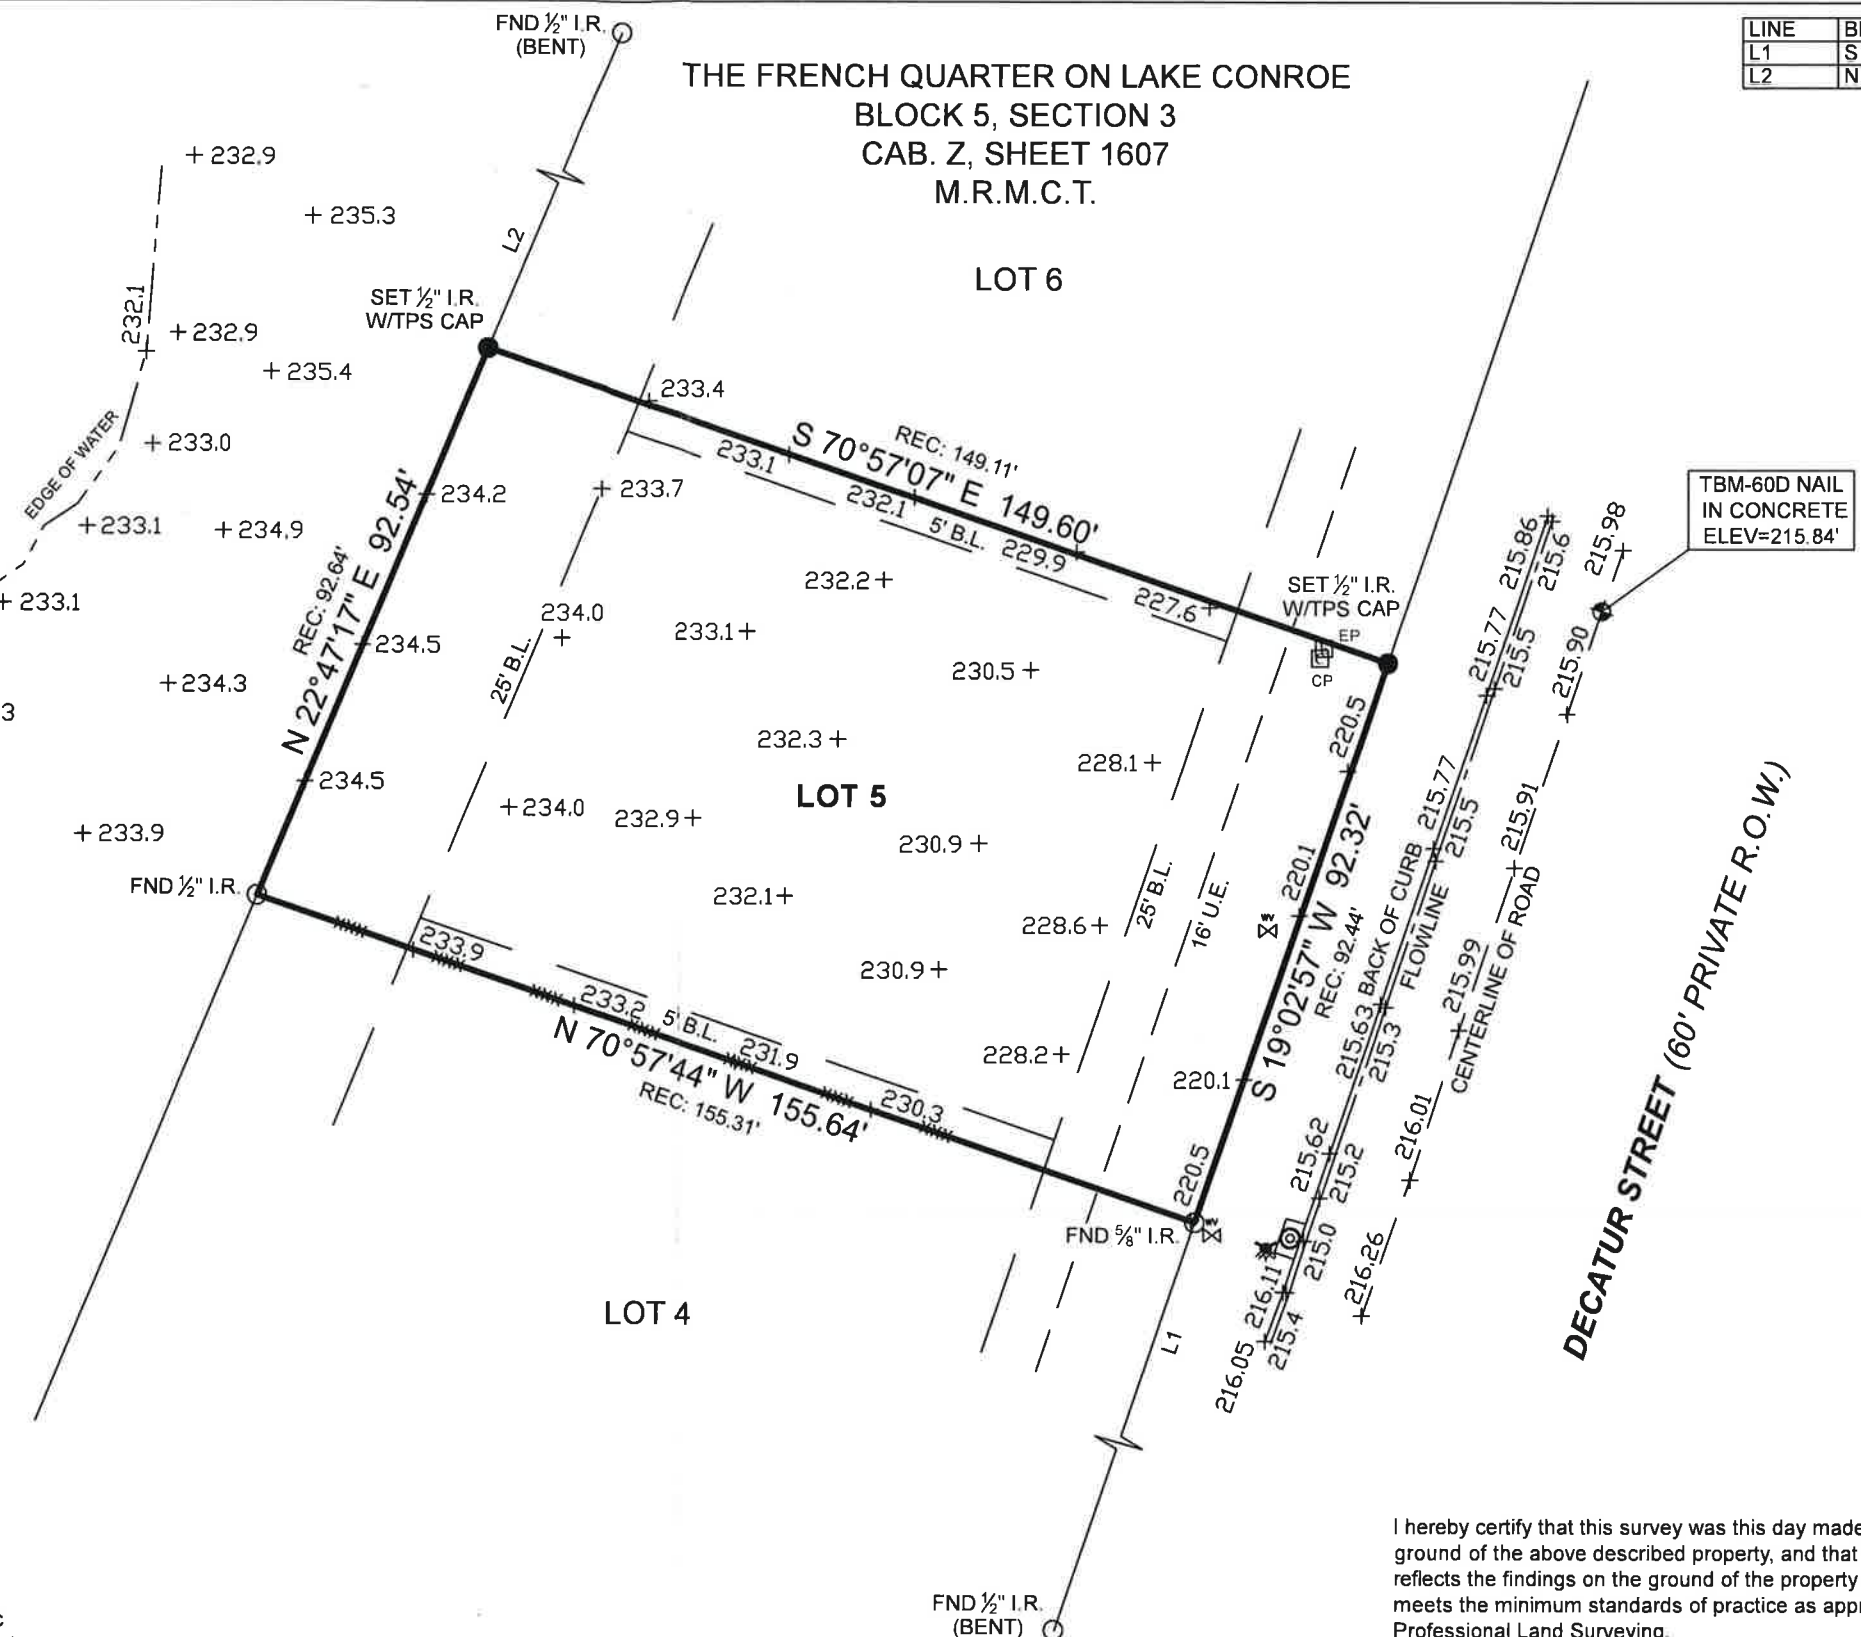 FND ½" I.R.
(BENT)
THE FRENCH QUARTER ON LAKE CONROE
BLOCK 5, SECTION 3
CAB. Z, SHEET 1607
M.R.M.C.T.
LINE
L1 S
L2 N
232.9
235.3
L2
LOT 6
232.1
SET ½" I.R.
W/TPS CAP
232.9
235.4
233.4
EDGE OF WATER
233.0
233.1
S 70°57'07" E 149.60'
REC: 149.11'
234.2
233.7
232.1
5' B.L.
229.9
227.6
TBM-60D NAIL
IN CONCRETE
ELEV=215.84'
233.1
234.9
N 22°47'17" E 92.54'
REC: 92.64'
232.2
SET ½" I.R.
W/TPS CAP
215.86
215.6
215.98
233.1
234.0
233.1
EP
CP
234.5
25' B.L.
230.5
215.77
215.5
215.90
234.3
3
220.5
232.3
228.1
234.5
LOT 5
215.77
215.5
215.91
233.9
234.0
232.9
230.9
220.1
S 19°02'57" W 92.32'
REC: 92.44'
BACK OF CURB
FLOWLINE
CENTERLINE OF ROAD
DECATUR STREET (60' PRIVATE R.O.W.)
FND ½" I.R.
232.1
25' B.L.
16' U.E.
228.6
WV
233.9
230.9
215.99
233.2
5' B.L.
231.9
228.2
215.63
215.3
N 70°57'44" W 155.64'
REC: 155.31'
230.3
220.1
216.01
215.62
215.2
220.5
FND ⅝" I.R.
WV
215.0
216.26
LOT 4
216.11
215.4
L1
216.05
I hereby certify that this survey was this day made
ground of the above described property, and that
reflects the findings on the ground of the property
meets the minimum standards of practice as
Professional Land Surveying.
FND ½" I.R.
(BENT)